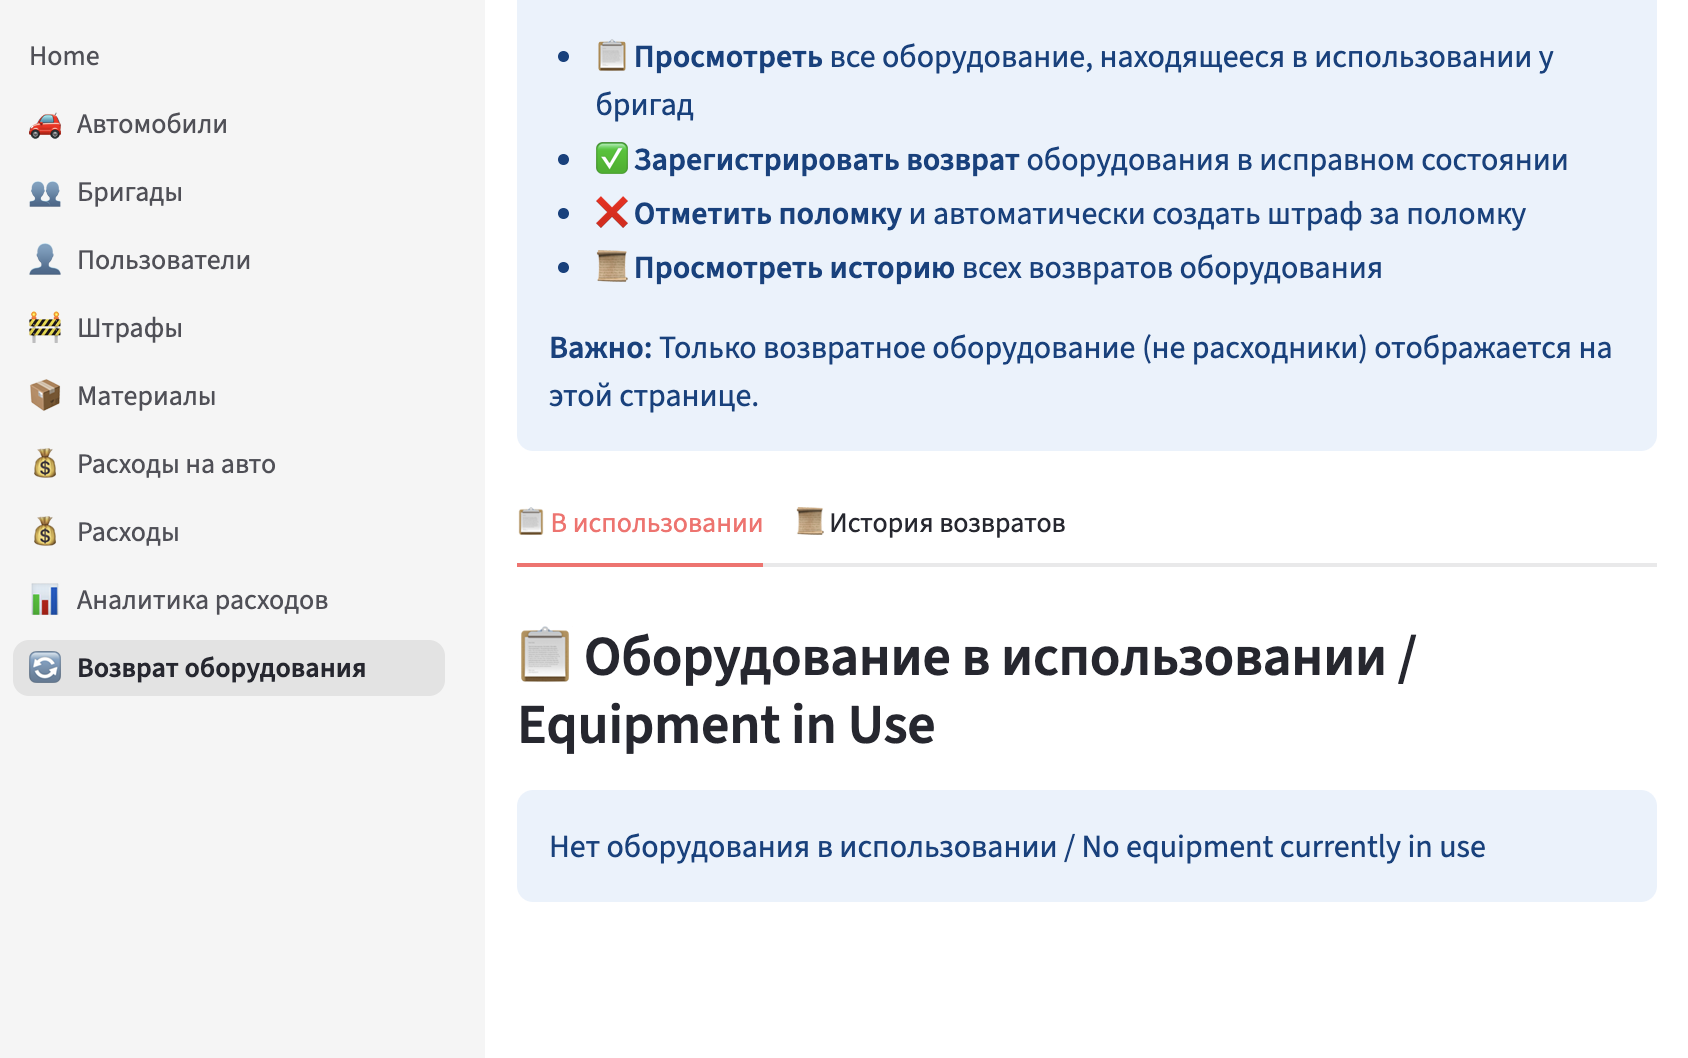 Home
Автомобили
Бригады
Пользователи
Штрафы
Материалы
Расходы на авто
Расходы
Аналитика расходов
Возврат оборудования
Просмотреть все оборудование, находящееся в использовании у
бригад
Зарегистрировать возврат оборудования в исправном состоянии
Отметить поломку и автоматически создать штраф за поломку
Просмотреть историю всех возвратов оборудования
Важно: Только возвратное оборудование (не расходники) отображается на
этой странице.
В использовании
История возвратов
Оборудование в использовании /
Equipment in Use
Нет оборудования в использовании / No equipment currently in use